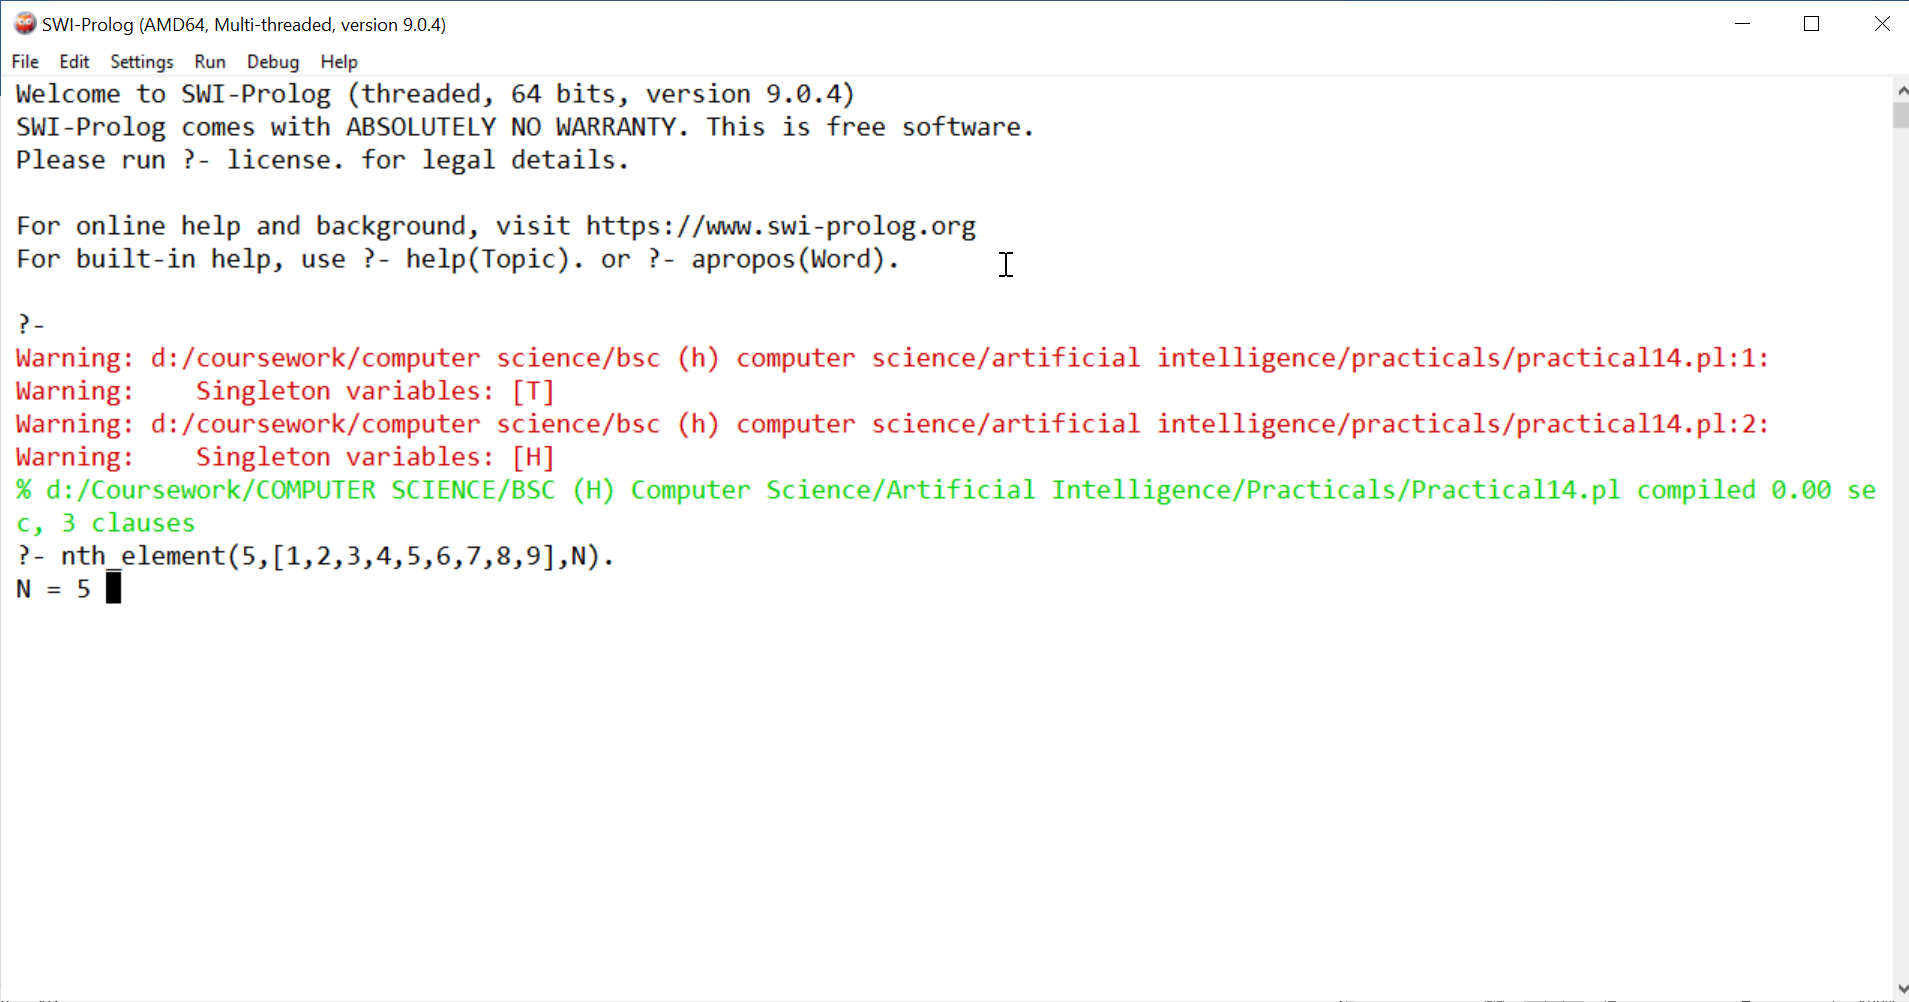 SWI-Prolog (AMD64, Multi-threaded, version 9.0.4)
File Edit Settings Run Debug Help
Welcome to SWI-Prolog (threaded, 64 bits, version 9.0.4)
SWI-Prolog comes with ABSOLUTELY NO WARRANTY. This is free software.
Please run ?- license. for legal details.
For online help and background, visit https://www.swi-prolog.org
For built-in help, use ?- help(Topic). or ?- apropos(Word).
?-
Warning: d:/coursework/computer science/bsc (h) computer science/artificial intelligence/practicals/practical14.pl:1:
Warning:    Singleton variables: [T]
Warning: d:/coursework/computer science/bsc (h) computer science/artificial intelligence/practicals/practical14.pl:2:
Warning:    Singleton variables: [H]
% d:/Coursework/COMPUTER SCIENCE/BSC (H) Computer Science/Artificial Intelligence/Practicals/Practical14.pl compiled 0.00 se
c, 3 clauses
?- nth_element(5,[1,2,3,4,5,6,7,8,9],N).
N = 5